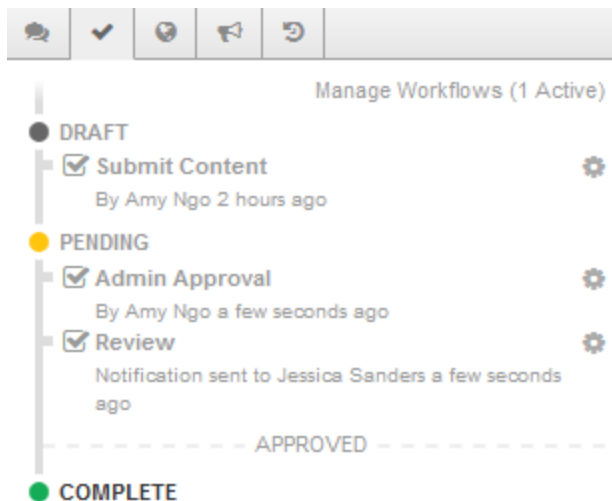 Manage Workflows (1 Active)
DRAFT
Submit Content
By Amy Ngo 2 hours ago
PENDING
Admin Approval
By Amy Ngo a few seconds ago
Review
Notification sent to Jessica Sanders a few seconds
ago
APPROVED
COMPLETE